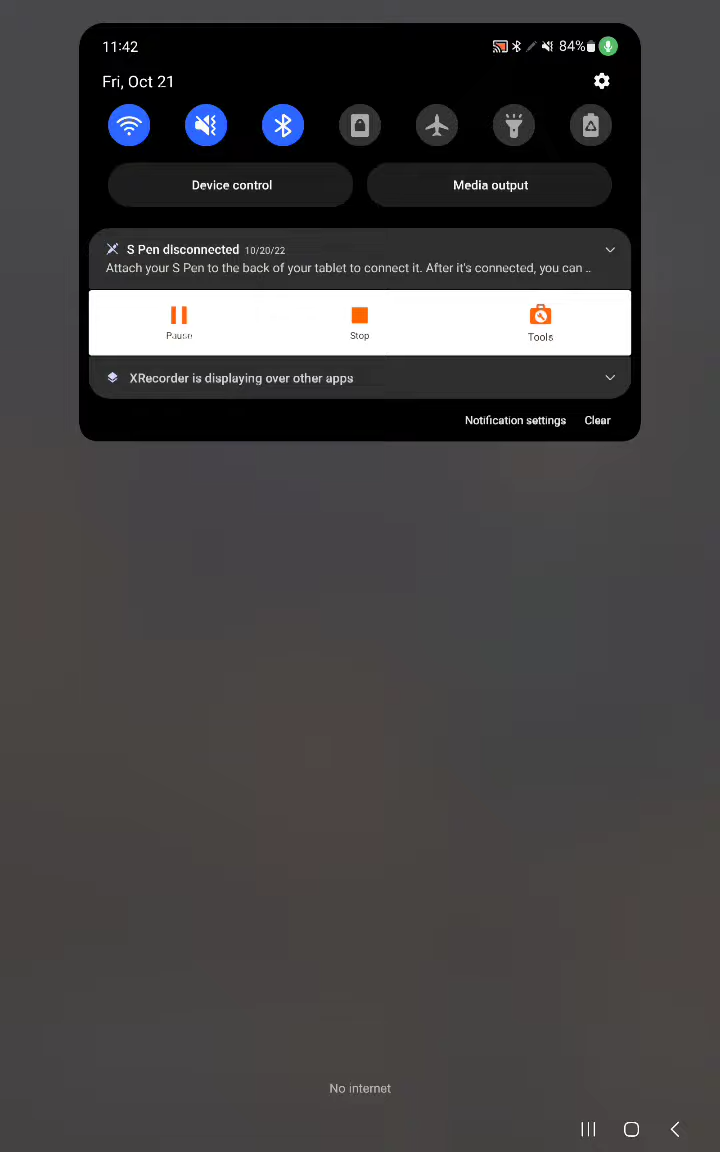 11:42
84%
Fri, Oct 21
Device control
Media output
S Pen disconnected 10/20/22
Attach your S Pen to the back of your tablet to connect it. After it's connected, you can ..
Pause
Stop
Tools
XRecorder is displaying over other apps
Notification settings
Clear
No internet